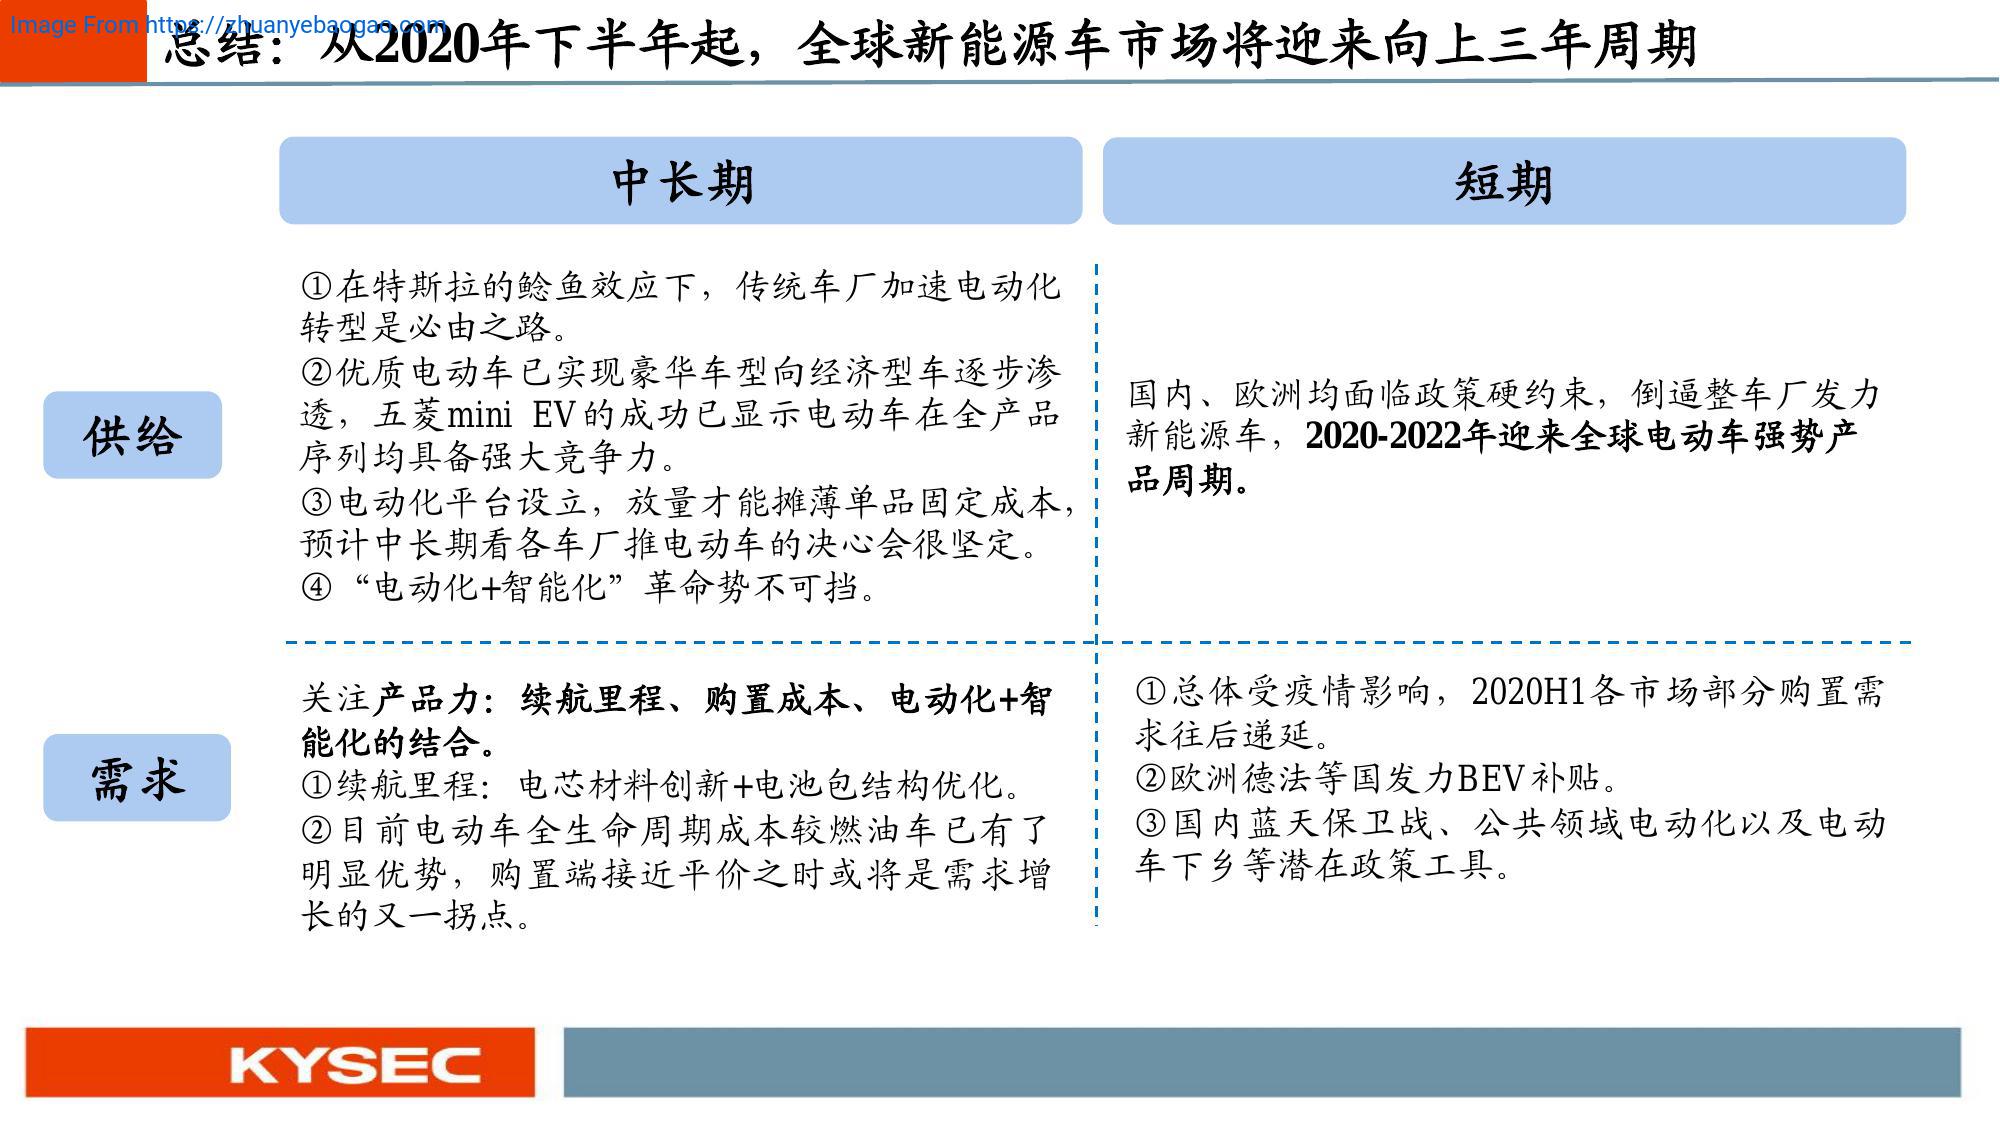 Image From https://zhuanyebaogao.com
总结：从2020年下半年起，全球新能源车市场将迎来向上三年周期
中长期
短期
供给
①在特斯拉的鲶鱼效应下，传统车厂加速电动化
转型是必由之路。
②优质电动车已实现豪华车型向经济型车逐步渗
透，五菱mini EV的成功已显示电动车在全产品
序列均具备强大竞争力。
③电动化平台设立，放量才能摊薄单品固定成本，
预计中长期看各车厂推电动车的决心会很坚定。
④“电动化+智能化”革命势不可挡。
国内、欧洲均面临政策硬约束，倒逼整车厂发力
新能源车，2020-2022年迎来全球电动车强势产
品周期。
需求
关注产品力：续航里程、购置成本、电动化+智
能化的结合。
①续航里程：电芯材料创新+电池包结构优化。
②目前电动车全生命周期成本较燃油车已有了
明显优势，购置端接近平价之时或将是需求增
长的又一拐点。
①总体受疫情影响，2020H1各市场部分购置需
求往后递延。
②欧洲德法等国发力BEV补贴。
③国内蓝天保卫战、公共领域电动化以及电动
车下乡等潜在政策工具。
KYSEC